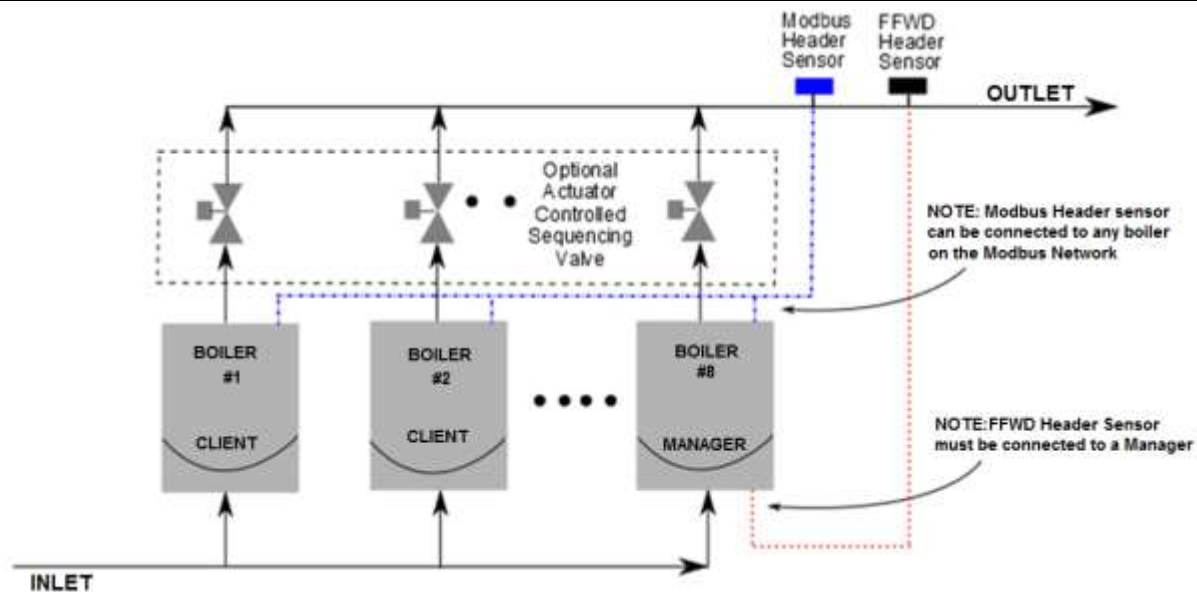 Modbus
Header
Sensor
FFWD
Header
Sensor
OUTLET
Optional
Actuator
Controlled
Sequencing
Valve
NOTE: Modbus Header sensor
can be connected to any boiler
on the Modbus Network
BOILER
#1
CLIENT
BOILER
#2
CLIENT
BOILER
#8
MANAGER
NOTE:FFWD Header Sensor
must be connected to a Manager
INLET